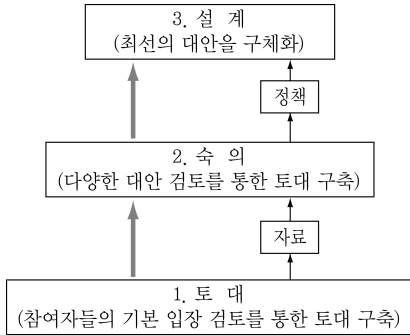 3. 설 계
(최선의 대안을 구체화)
정책
2. 숙 의
(다양한 대안 검토를 통한 토대 구축)
자료
1. 토 대
(참여자들의 기본 입장 검토를 통한 토대 구축)